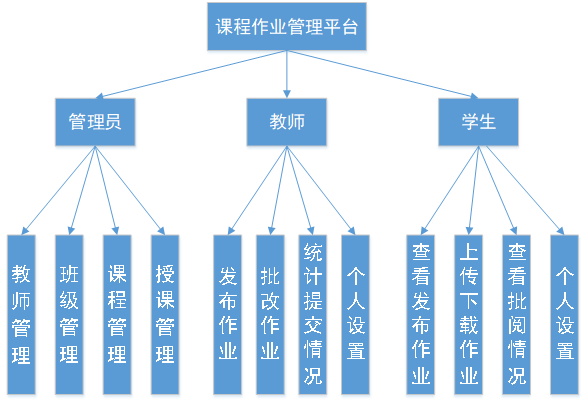 课程作业管理平台
管理员
教师
学生
教师管理
班级管理
课程管理
授课管理
发布作业
批改作业
统计提交情况
个人设置
查看发布作业
上传下载作业
查看批阅情况
个人设置